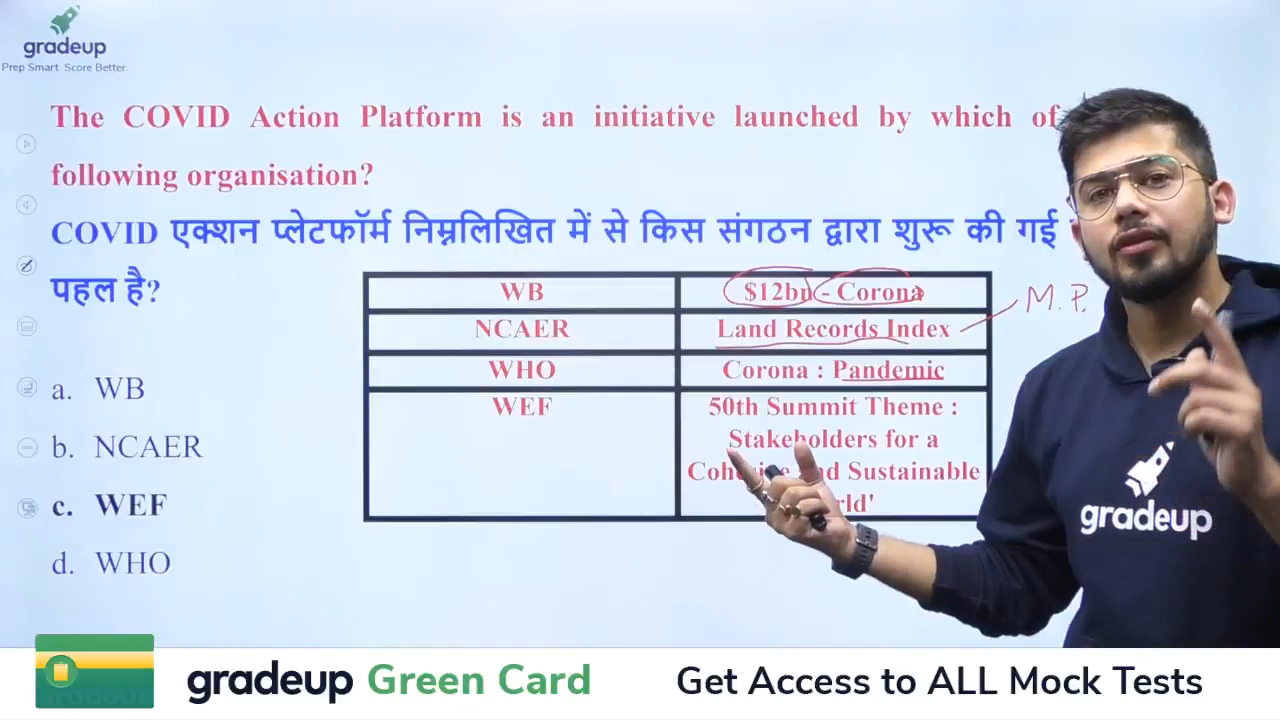 gradeup
Prep Smart. Score Better.
The COVID Action Platform is an initiative launched by which of
following organisation?
COVID एक्शन प्लेटफॉर्म निम्नलिखित में से किस संगठन द्वारा शुरू की गई
पहल है?
WB $12bn - Corona
M.P.
NCAER Land Records Index
WHO Corona : Pandemic
WEF 50th Summit Theme :
Stakeholders for a
and Sustainable
a. WB
b. NCAER
c. WEF
d. WHO
gradeup
gradeup Green Card Get Access to ALL Mock Tests